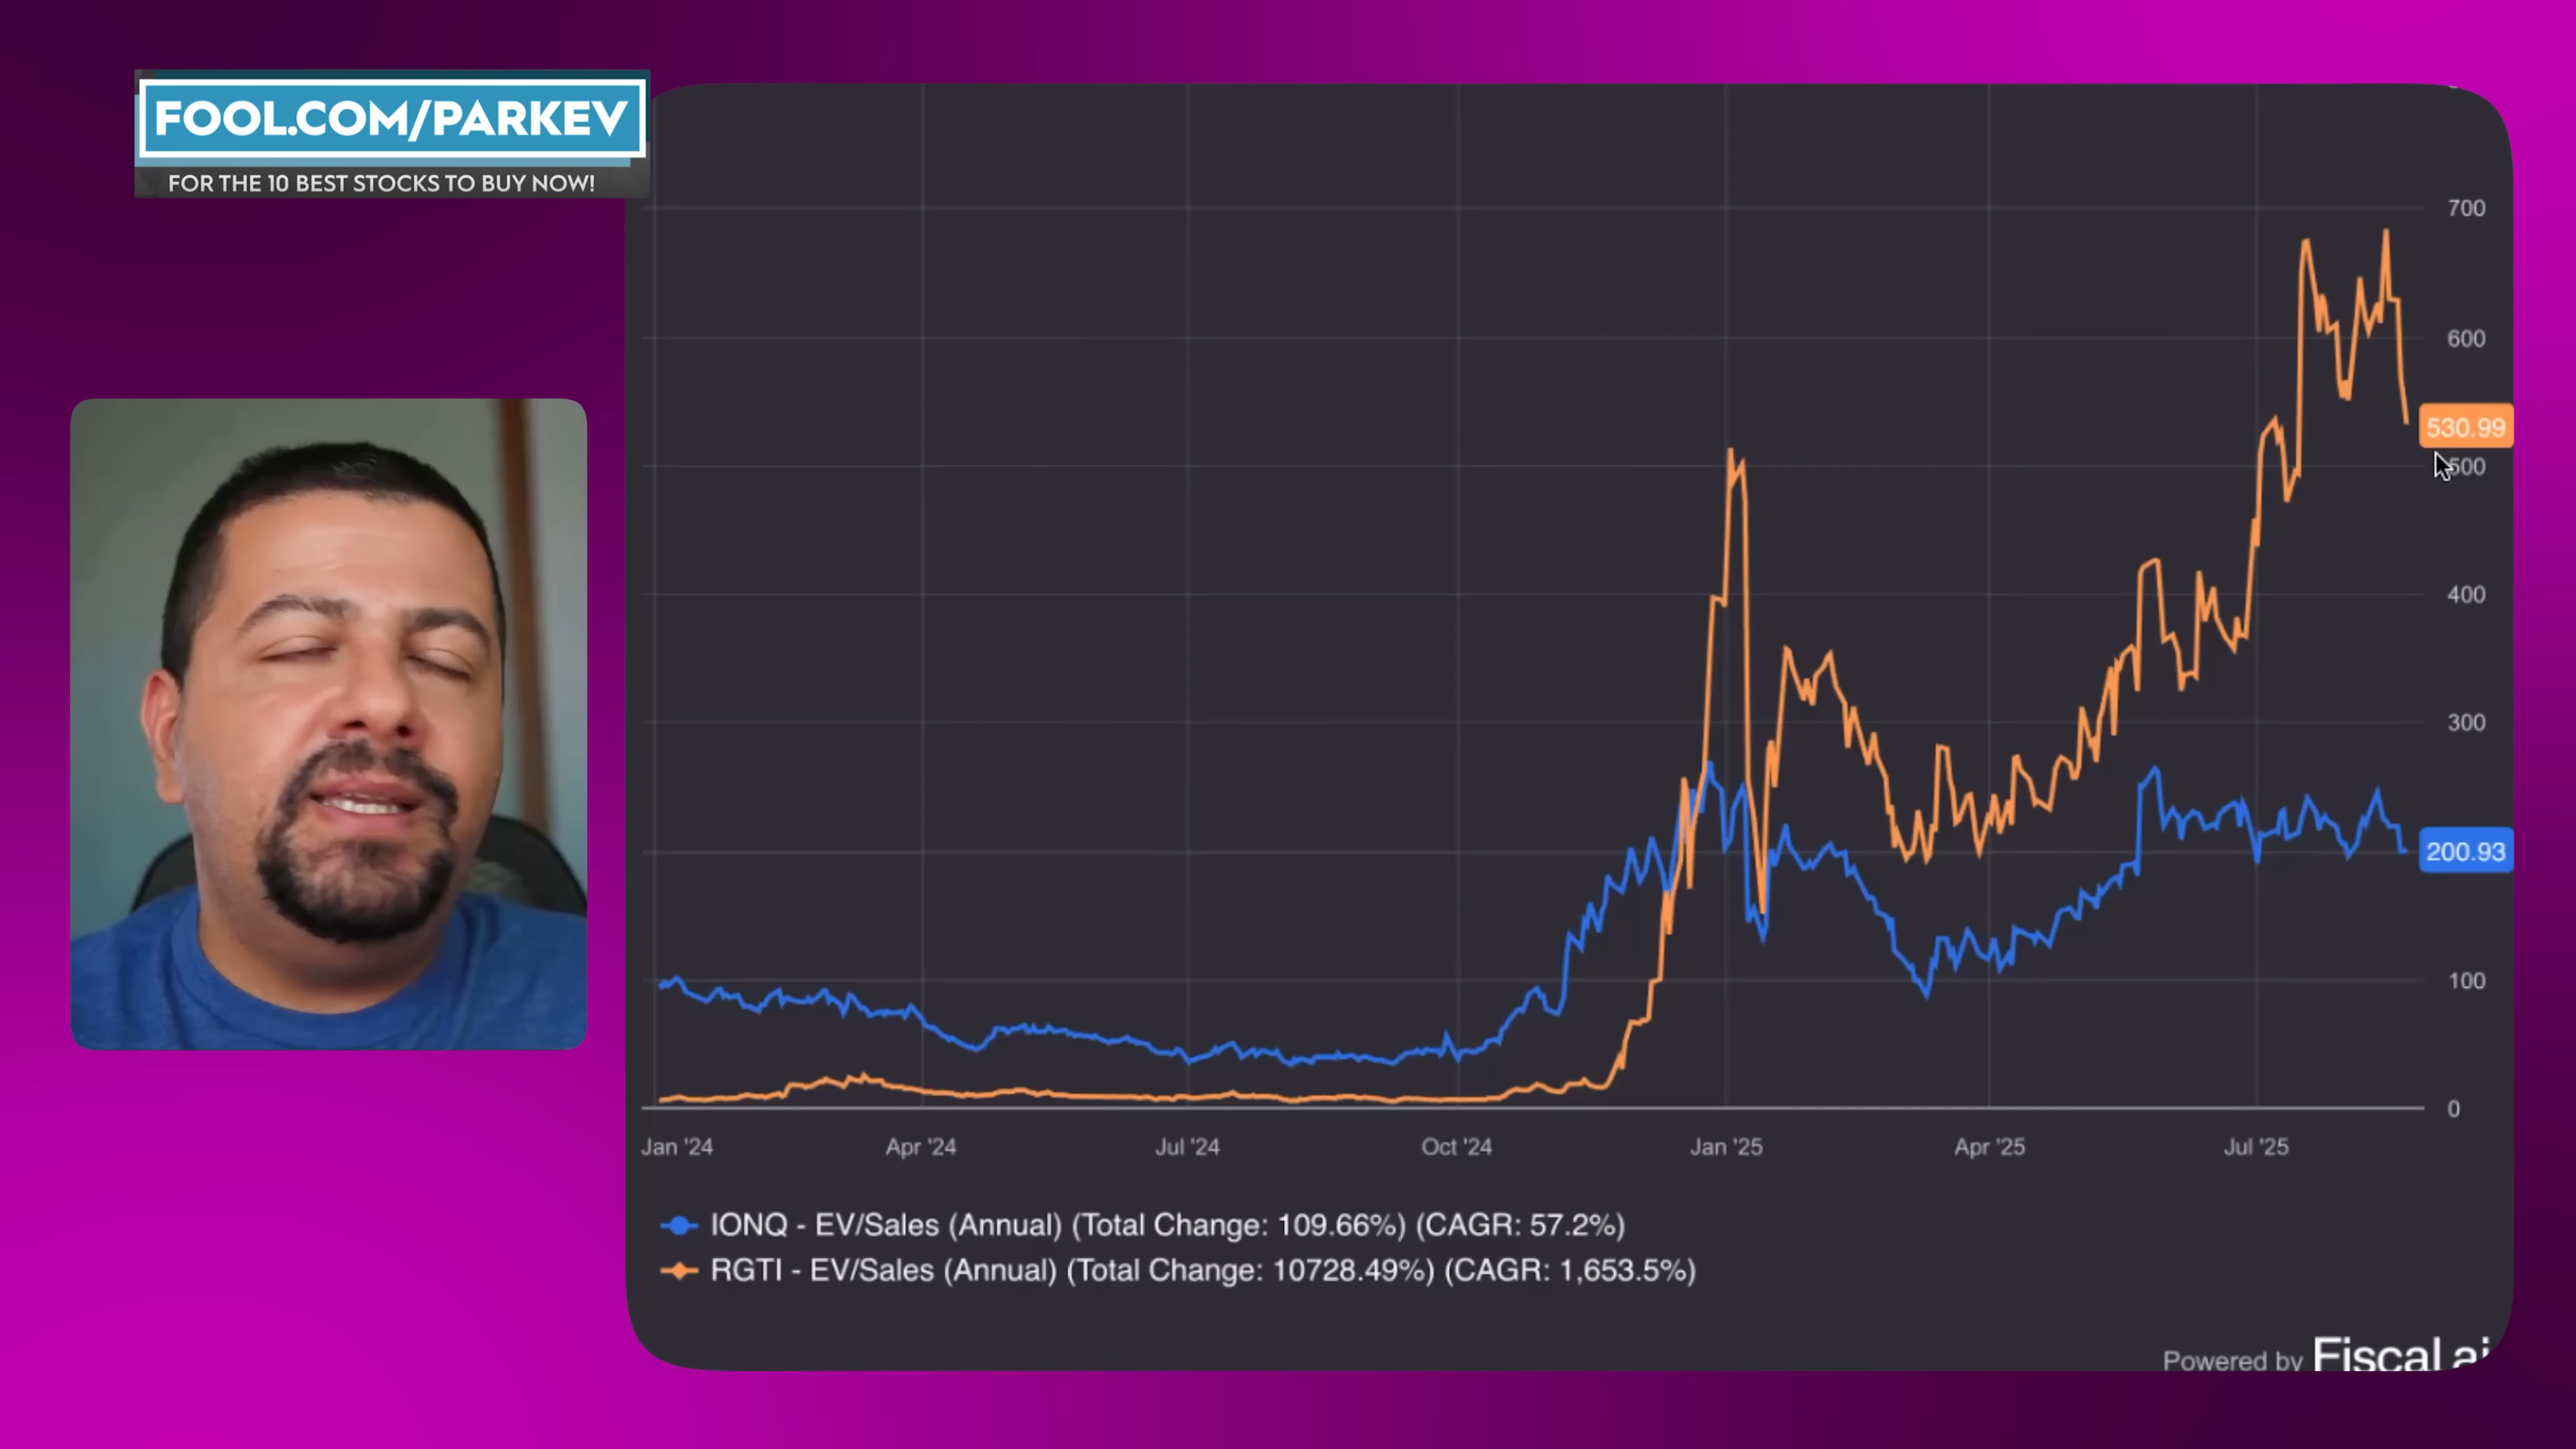 FOOL.COM/PARKEV
FOR THE 10 BEST STOCKS TO BUY NOW!
700
600
530.99
500
400
300
200.93
100
0
Jan '24 Apr '24 Jul '24 Oct '24 Jan '25 Apr '25 Jul '25
IONQ - EV/Sales (Annual) (Total Change: 109.66%) (CAGR: 57.2%)
RGTI - EV/Sales (Annual) (Total Change: 10728.49%) (CAGR: 1,653.5%)
Powered by Fiscal.ai